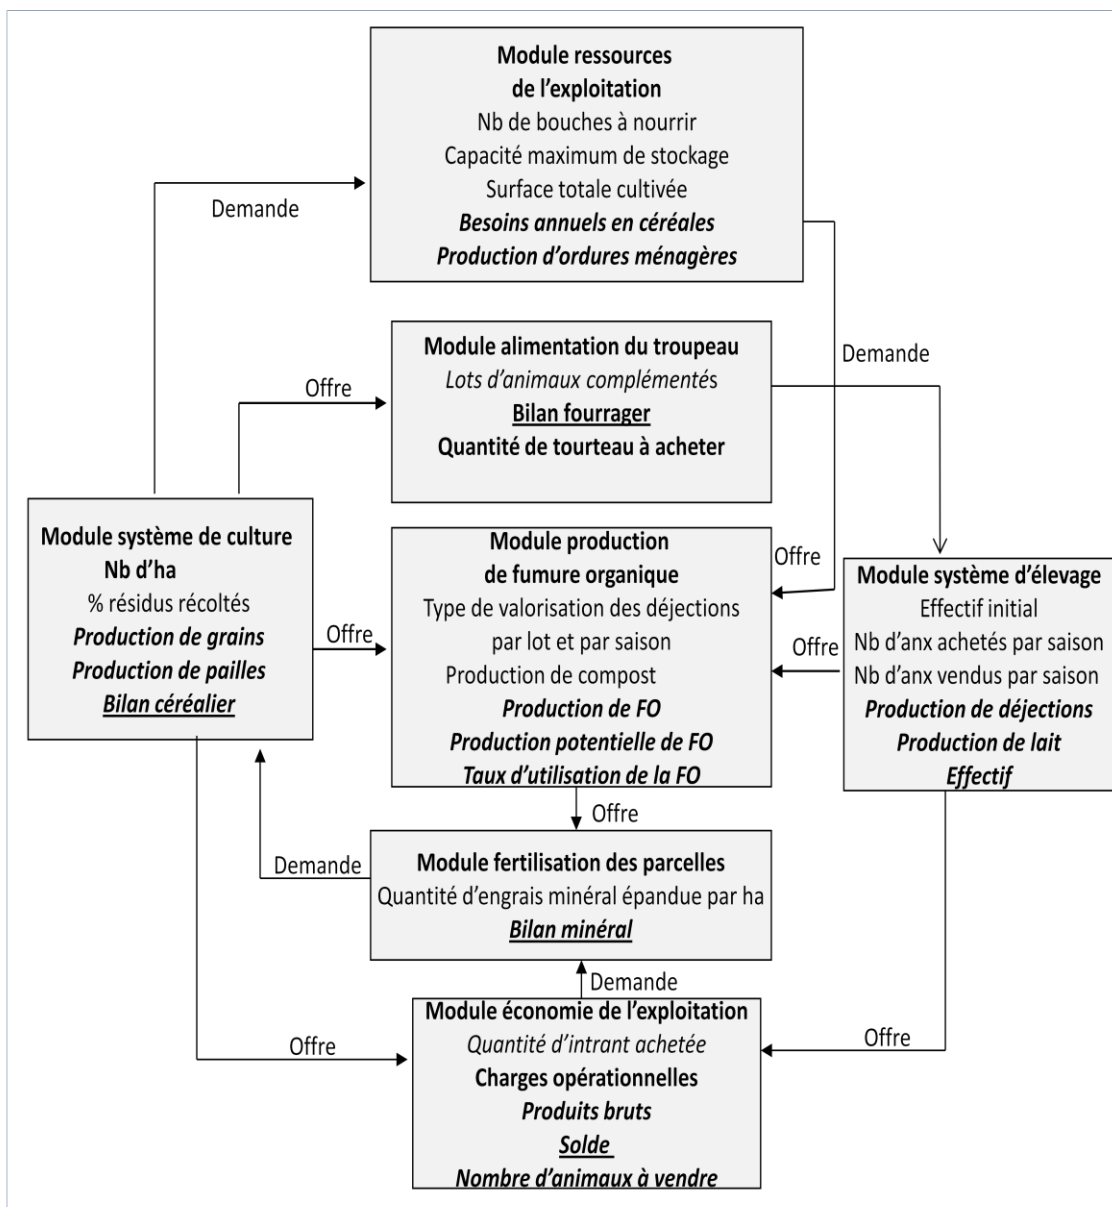 Module ressources
de l’exploitation
Nb de bouches à nourrir
Capacité maximum de stockage
Surface totale cultivée
Besoins annuels en céréales
Production d’ordures ménagères
Demande
Demande
Module alimentation du troupeau
Lots d’animaux complémentés
Bilan fourrager
Quantité de tourteau à acheter
Offre
Module système de culture
Nb d’ha
% résidus récoltés
Production de grains
Production de pailles
Bilan céréalier
Offre
Module production
de fumure organique
Type de valorisation des déjections
par lot et par saison
Production de compost
Production de FO
Production potentielle de FO
Taux d’utilisation de la FO
Offre
Offre
Module système d’élevage
Effectif initial
Nb d’anx achetés par saison
Nb d’anx vendus par saison
Production de déjections
Production de lait
Effectif
Offre
Demande
Module fertilisation des parcelles
Quantité d’engrais minéral épandue par ha
Bilan minéral
Demande
Module économie de l’exploitation
Quantité d’intrant achetée
Charges opérationnelles
Produits bruts
Solde
Nombre d’animaux à vendre
Offre
Offre